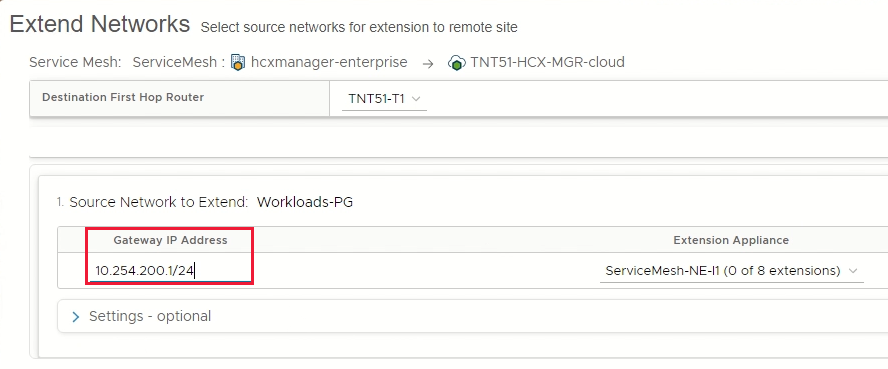 Extend Networks Select source networks for extension to remote site
Service Mesh: ServiceMesh : hcxmanager-enterprise → TNT51-HCX-MGR-cloud
Destination First Hop Router TNT51-T1
1. Source Network to Extend: Workloads-PG
Gateway IP Address Extension Appliance
10.254.200.1/24 ServiceMesh-NE-I1 (0 of 8 extensions)
Settings - optional